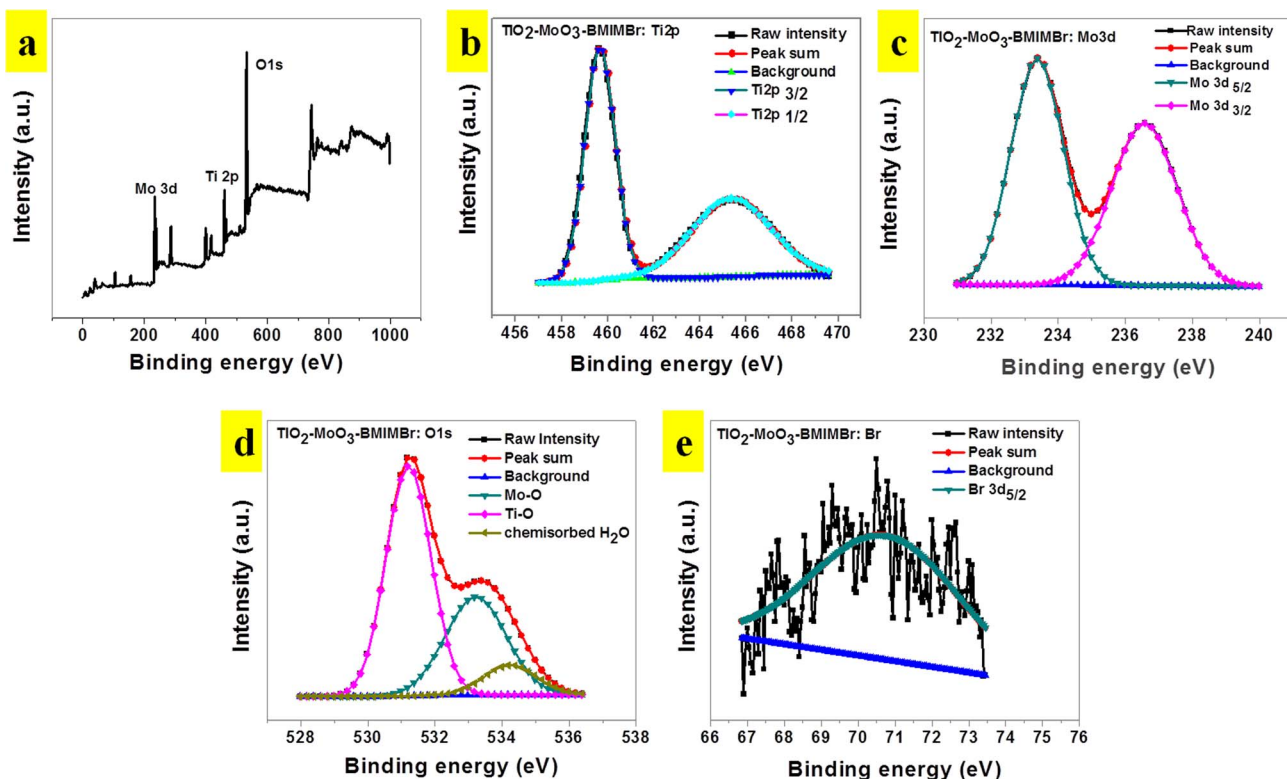 a
O1s
Mo 3d
Ti 2p
Intensity (a.u.)
0 200 400 600 800 1000
Binding energy (eV)
b
TIO2-MoO3-BMIMBr: Ti2p
Raw intensity
Peak sum
Background
Ti2p 3/2
Ti2p 1/2
Intensity (a.u.)
456 458 460 462 464 466 468 470
Binding energy (eV)
c
TIO2-MoO3-BMIMBr: Mo3d
Raw intensity
Peak sum
Background
Mo 3d 5/2
Mo 3d 3/2
Intensity (a.u.)
230 232 234 236 238 240
Binding energy (eV)
d
TIO2-MoO3-BMIMBr: O1s
Raw Intensity
Peak sum
Background
Mo-O
Ti-O
chemisorbed H2O
Intensity (a.u.)
528 530 532 533 534 536 538
Binding energy (eV)
e
TIO2-MoO3-BMIMBr: Br
Raw intensity
Peak sum
Background
Br 3d5/2
Intensity (a.u.)
66 67 68 69 70 71 72 73 74 75 76
Binding energy (eV)